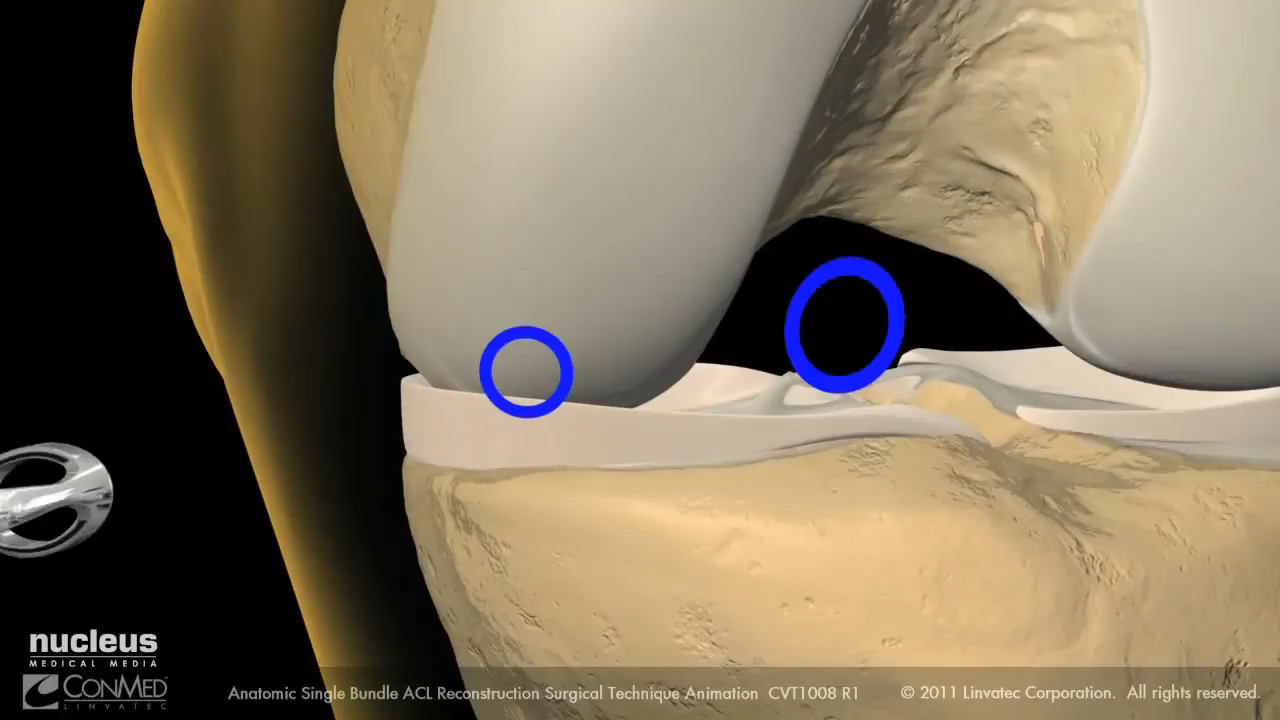 nucleus
MEDICAL MEDIA
CONMED
LINVATEC
Anatomic Single Bundle ACL Reconstruction Surgical Technique Animation CVT1008 R1 © 2011 Linvatec Corporation. All rights reserved.